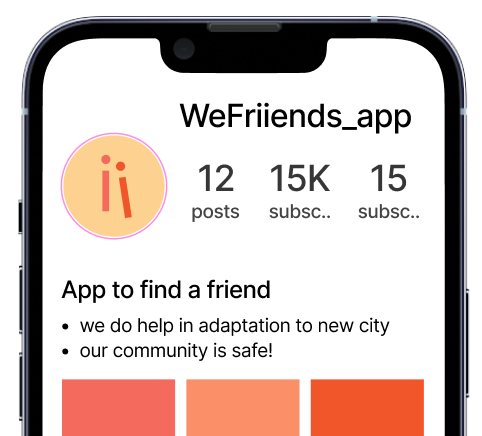 WeFriiends_app
12 15K 15
posts subsc.. subsc..
App to find a friend
• we do help in adaptation to new city
• our community is safe!